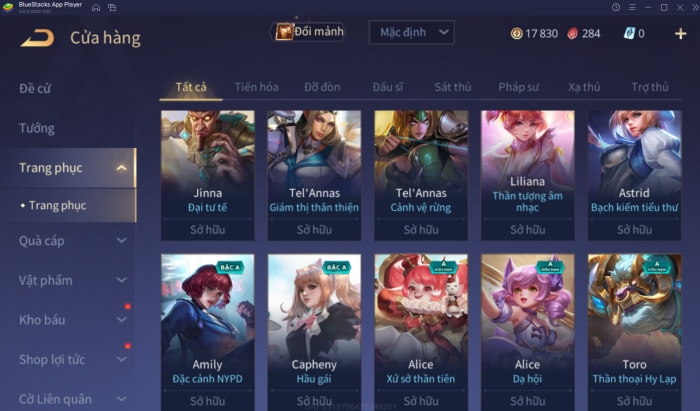 BlueStacks App Player
Cửa hàng
Đổi mảnh
Mặc định
17 830
284
0
Đề cử
Tướng
Trang phục
Trang phục
Quà cáp
Vật phẩm
Kho báu
Shop lợi tức
Cờ Liên quân
Tất cả
Tiến hóa
Đỡ đòn
Đấu sĩ
Sát thủ
Pháp sư
Xạ thủ
Trợ thủ
Jinna
Đại tư tế
Sở hữu
Tel'Annas
Giám thị thân thiện
Sở hữu
Tel'Annas
Cảnh vệ rừng
Sở hữu
Liliana
Thần tượng âm
nhạc
Sở hữu
Astrid
Bạch kiếm tiểu thư
Sở hữu
BẬC A
Amily
Đặc cảnh NYPD
Sở hữu
BẬC A
Capheny
Hầu gái
Sở hữu
A
HỮU HẠN
Alice
Xứ sở thần tiên
Sở hữu
A
HỮU HẠN
Alice
Dạ hội
Sở hữu
A
HỮU HẠN
Toro
Thần thoại Hy Lạp
Sở hữu